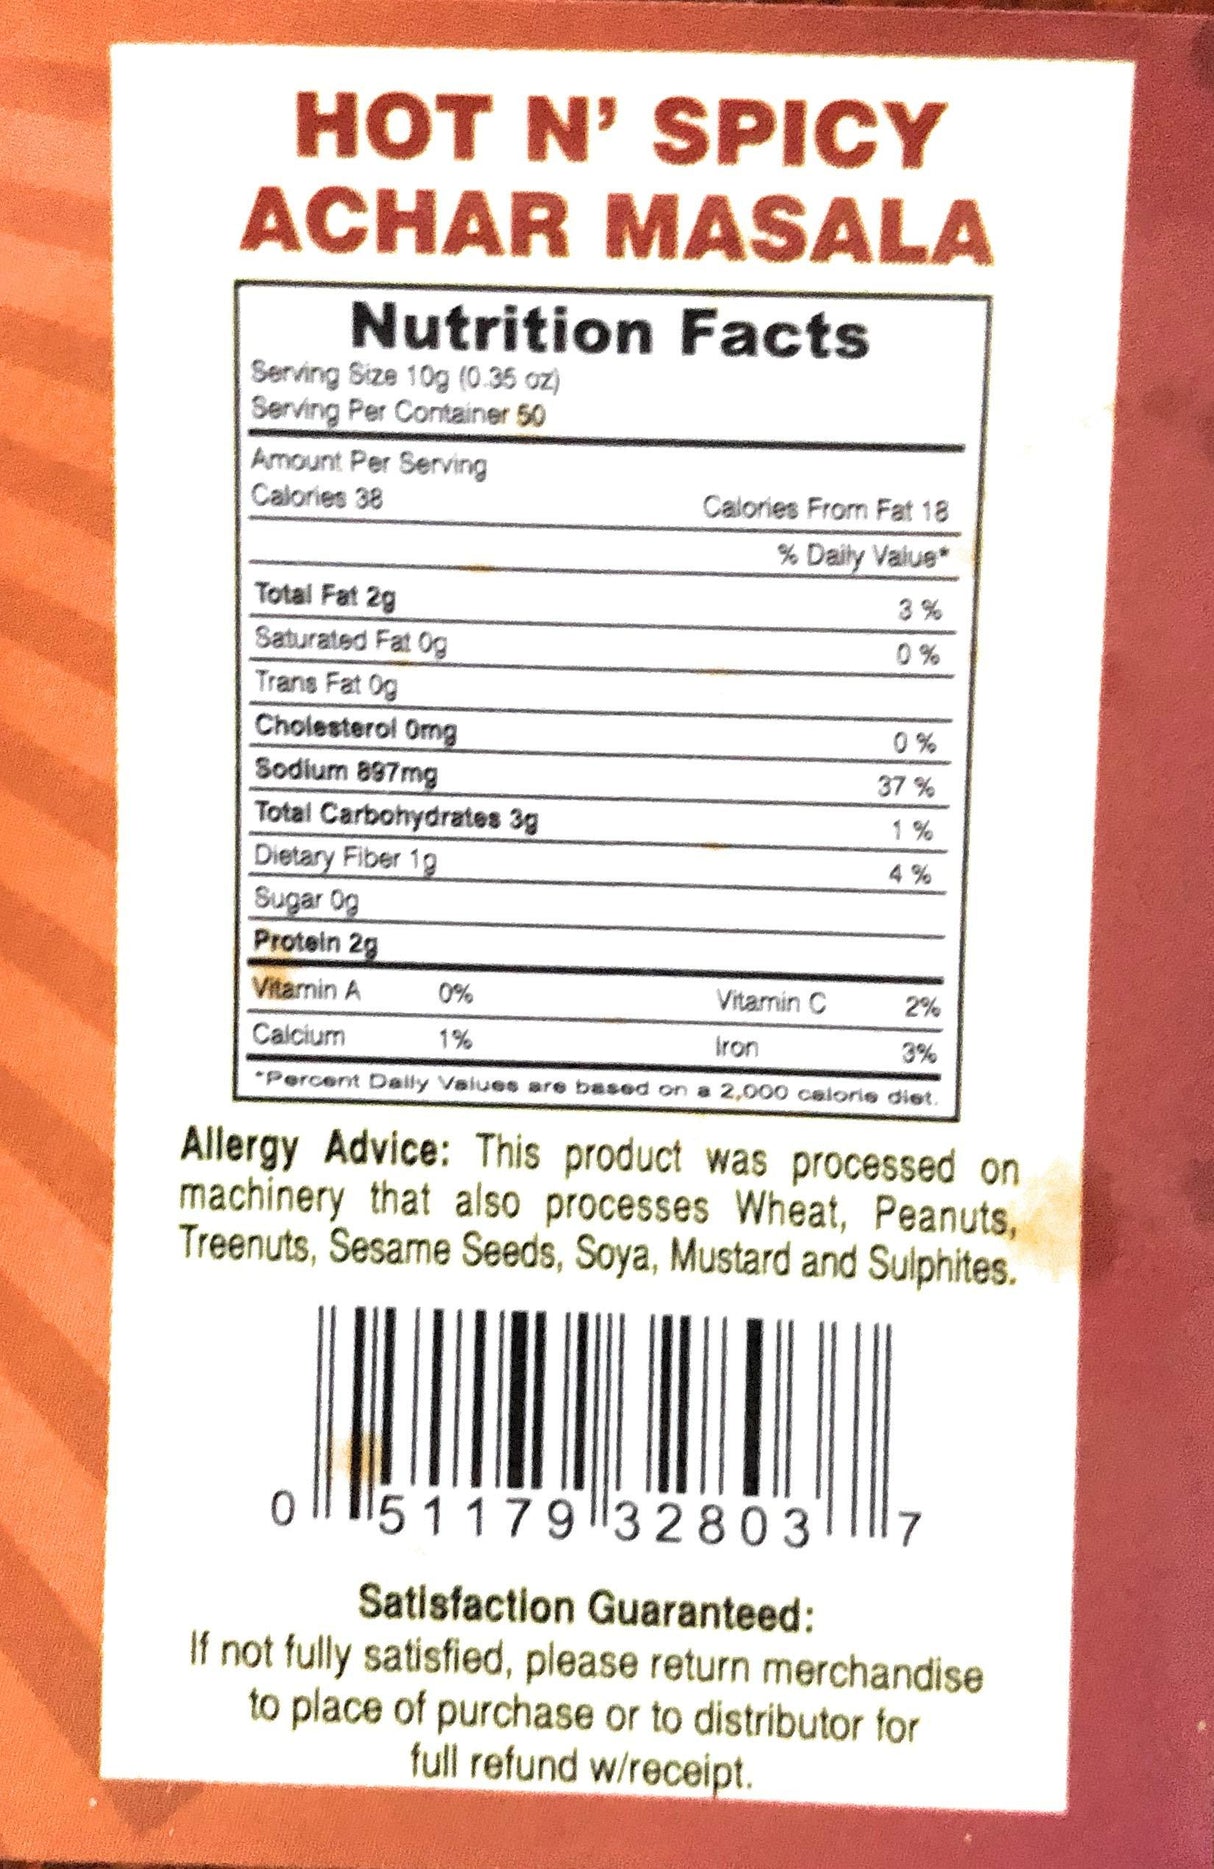 HOT N' SPICY
ACHAR MASALA
Nutrition Facts
Serving Size 10g (0.35 oz)
Serving Per Container 50
Amount Per Serving
Calories 38 Calories From Fat 18
% Daily Value*
Total Fat 2g 3 %
Saturated Fat 0g 0 %
Trans Fat 0g
Cholesterol 0mg 0 %
Sodium 897mg 37 %
Total Carbohydrates 3g 1 %
Dietary Fiber 1g 4 %
Sugar 0g
Protein 2g
Vitamin A 0% Vitamin C 2%
Calcium 1% Iron 3%
*Percent Daily Values are based on a 2,000 calorie diet.
Allergy Advice: This product was processed on
machinery that also processes Wheat, Peanuts,
Treenuts, Sesame Seeds, Soya, Mustard and Sulphites.
0 51179 32803 7
Satisfaction Guaranteed:
If not fully satisfied, please return merchandise
to place of purchase or to distributor for
full refund w/receipt.